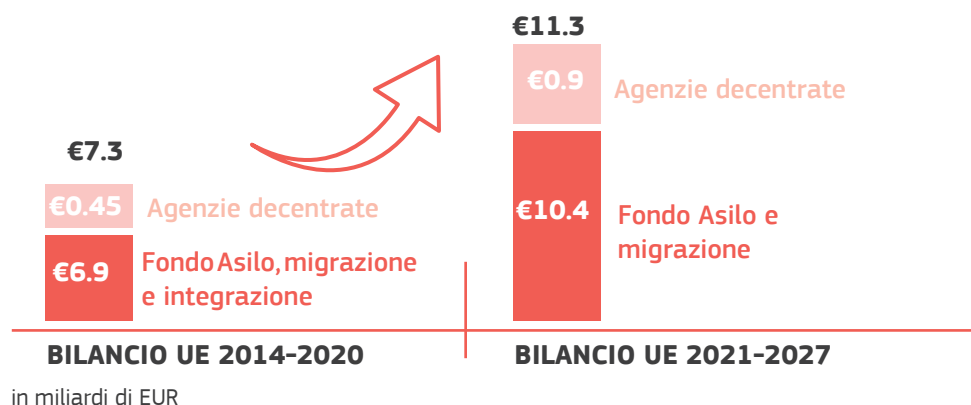 €11.3
€0.9
Agenzie decentrate
€7.3
€0.45
Agenzie decentrate
€10.4
Fondo Asilo e
migrazione
€6.9
Fondo Asilo, migrazione
e integrazione
BILANCIO UE 2014-2020
BILANCIO UE 2021-2027
in miliardi di EUR